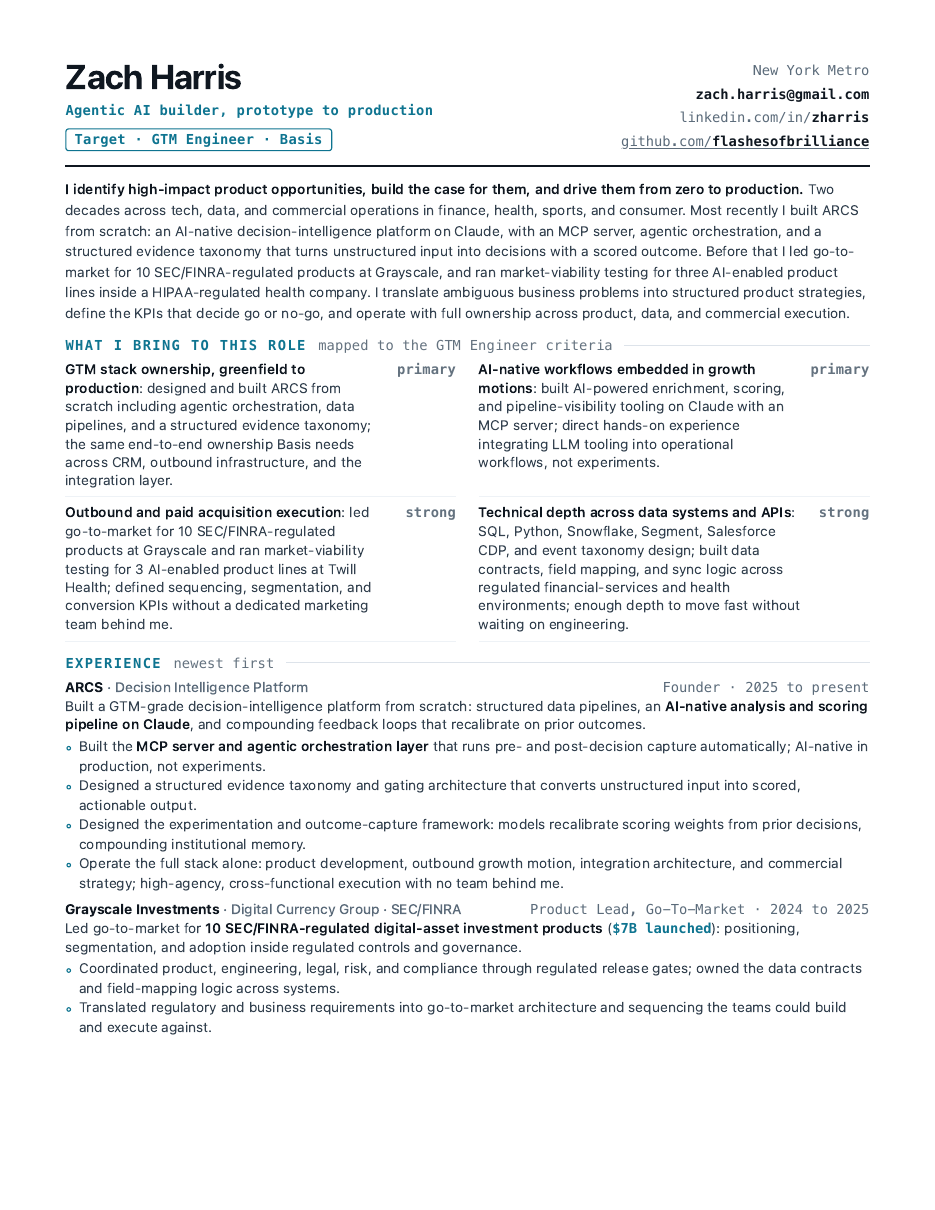 Zach Harris
Agentic AI builder, prototype to production
Target · GTM Engineer · Basis
New York Metro
zach.harris@gmail.com
linkedin.com/in/zharris
github.com/flashesofbrilliance
I identify high-impact product opportunities, build the case for them, and drive them from zero to production. Two
decades across tech, data, and commercial operations in finance, health, sports, and consumer. Most recently I built ARCS
from scratch: an AI-native decision-intelligence platform on Claude, with an MCP server, agentic orchestration, and a
structured evidence taxonomy that turns unstructured input into decisions with a scored outcome. Before that I led go-to-
market for 10 SEC/FINRA-regulated products at Grayscale, and ran market-viability testing for three AI-enabled product
lines inside a HIPAA-regulated health company. I translate ambiguous business problems into structured product strategies,
define the KPIs that decide go or no-go, and operate with full ownership across product, data, and commercial execution.
WHAT I BRING TO THIS ROLE mapped to the GTM Engineer criteria
GTM stack ownership, greenfield to primary
production: designed and built ARCS from
scratch including agentic orchestration, data
pipelines, and a structured evidence taxonomy;
the same end-to-end ownership Basis needs
across CRM, outbound infrastructure, and the
integration layer.
AI-native workflows embedded in growth primary
motions: built AI-powered enrichment, scoring,
and pipeline-visibility tooling on Claude with an
MCP server; direct hands-on experience
integrating LLM tooling into operational
workflows, not experiments.
Outbound and paid acquisition execution: led strong
go-to-market for 10 SEC/FINRA-regulated
products at Grayscale and ran market-viability
testing for 3 AI-enabled product lines at Twill
Health; defined sequencing, segmentation, and
conversion KPIs without a dedicated marketing
team behind me.
Technical depth across data systems and APIs: strong
SQL, Python, Snowflake, Segment, Salesforce
CDP, and event taxonomy design; built data
contracts, field mapping, and sync logic across
regulated financial-services and health
environments; enough depth to move fast without
waiting on engineering.
EXPERIENCE newest first
ARCS · Decision Intelligence Platform Founder · 2025 to present
Built a GTM-grade decision-intelligence platform from scratch: structured data pipelines, an AI-native analysis and scoring
pipeline on Claude, and compounding feedback loops that recalibrate on prior outcomes.
Built the MCP server and agentic orchestration layer that runs pre- and post-decision capture automatically; AI-native in
production, not experiments.
Designed a structured evidence taxonomy and gating architecture that converts unstructured input into scored,
actionable output.
Designed the experimentation and outcome-capture framework: models recalibrate scoring weights from prior decisions,
compounding institutional memory.
Operate the full stack alone: product development, outbound growth motion, integration architecture, and commercial
strategy; high-agency, cross-functional execution with no team behind me.
Grayscale Investments · Digital Currency Group · SEC/FINRA Product Lead, Go-To-Market · 2024 to 2025
Led go-to-market for 10 SEC/FINRA-regulated digital-asset investment products ($7B launched): positioning,
segmentation, and adoption inside regulated controls and governance.
Coordinated product, engineering, legal, risk, and compliance through regulated release gates; owned the data contracts
and field-mapping logic across systems.
Translated regulatory and business requirements into go-to-market architecture and sequencing the teams could build
and execute against.